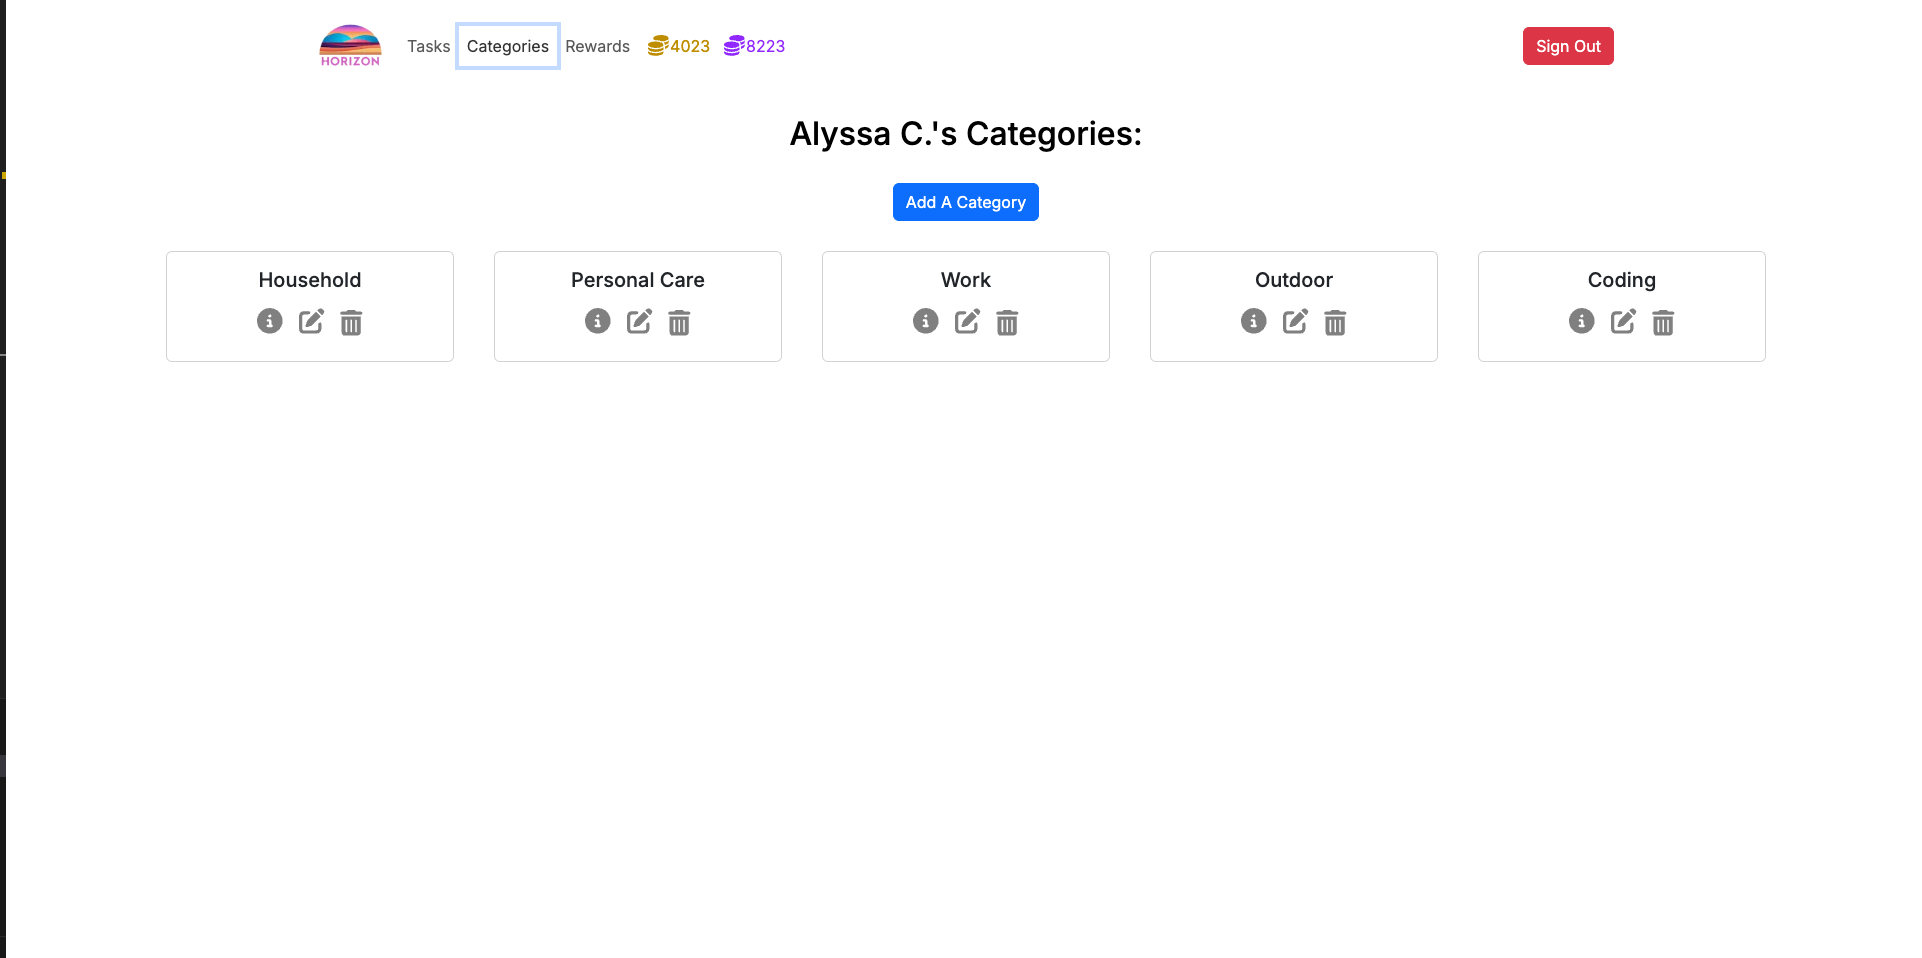 HORIZON
Tasks Categories Rewards 4023 8223 Sign Out
Alyssa C.'s Categories:
Add A Category
Household Personal Care Work Outdoor Coding